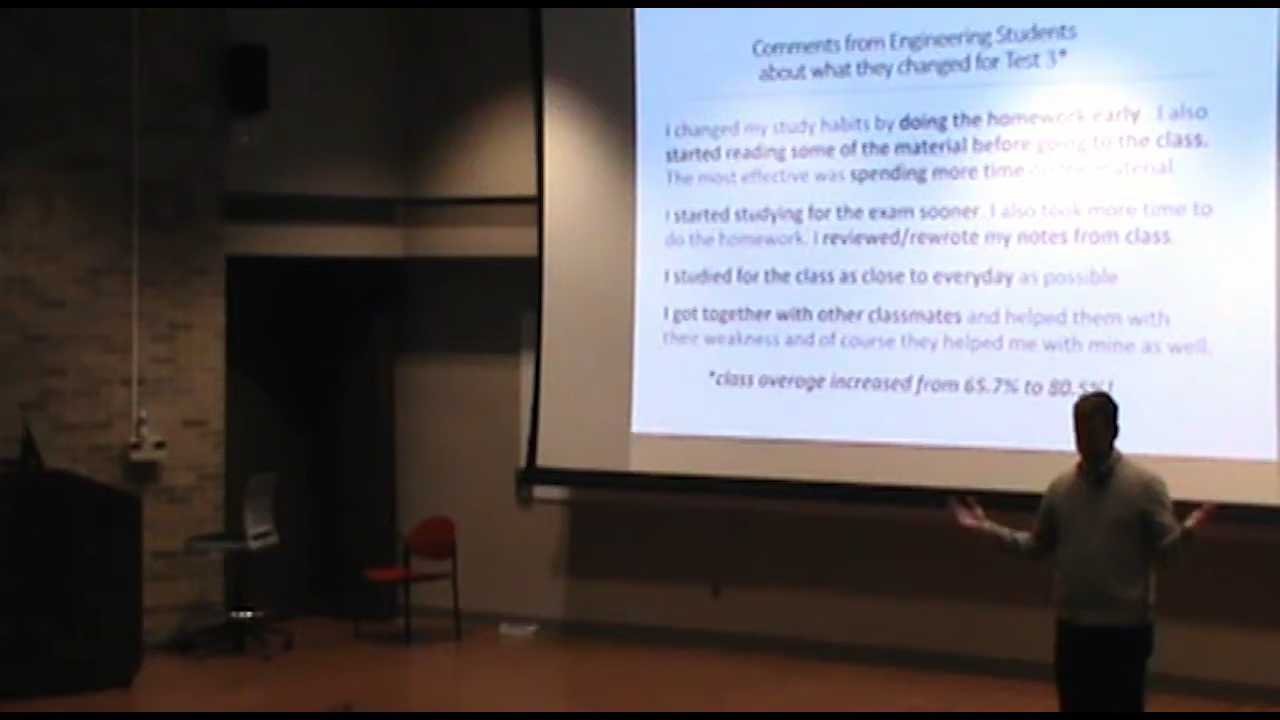 Comments from Engineering Students
about what they changed for Test 3*
I changed my study habits by doing the homework early. I also
started reading some of the material before going to the class.
The most effective was spending more time on the material.
I started studying for the exam sooner. I also took more time to
do the homework. I reviewed/rewrote my notes from class
I studied for the class as close to everyday as possible
I got together with other classmates and helped them with
their weakness and of course they helped me with mine as well.
*class average increased from 65.7% to 80.5%!